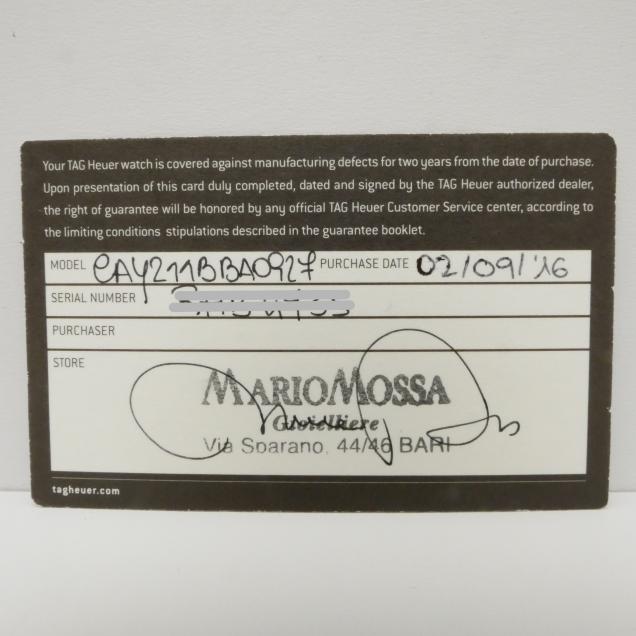 Your TAG Heuer watch is covered against manufacturing defects for two years from the date of purchase.
Upon presentation of this card duly completed, dated and signed by the TAG Heuer authorized dealer,
the right of guarantee will be honored by any official TAG Heuer Customer Service center, according to
the limiting conditions stipulations described in the guarantee booklet.
MODEL CAY211BBA0927 PURCHASE DATE 02/09/'16
SERIAL NUMBER
PURCHASER
STORE
MARIOMOSSA
Gioielliere
Via Sparano, 44/46 BARI
tagheuer.com